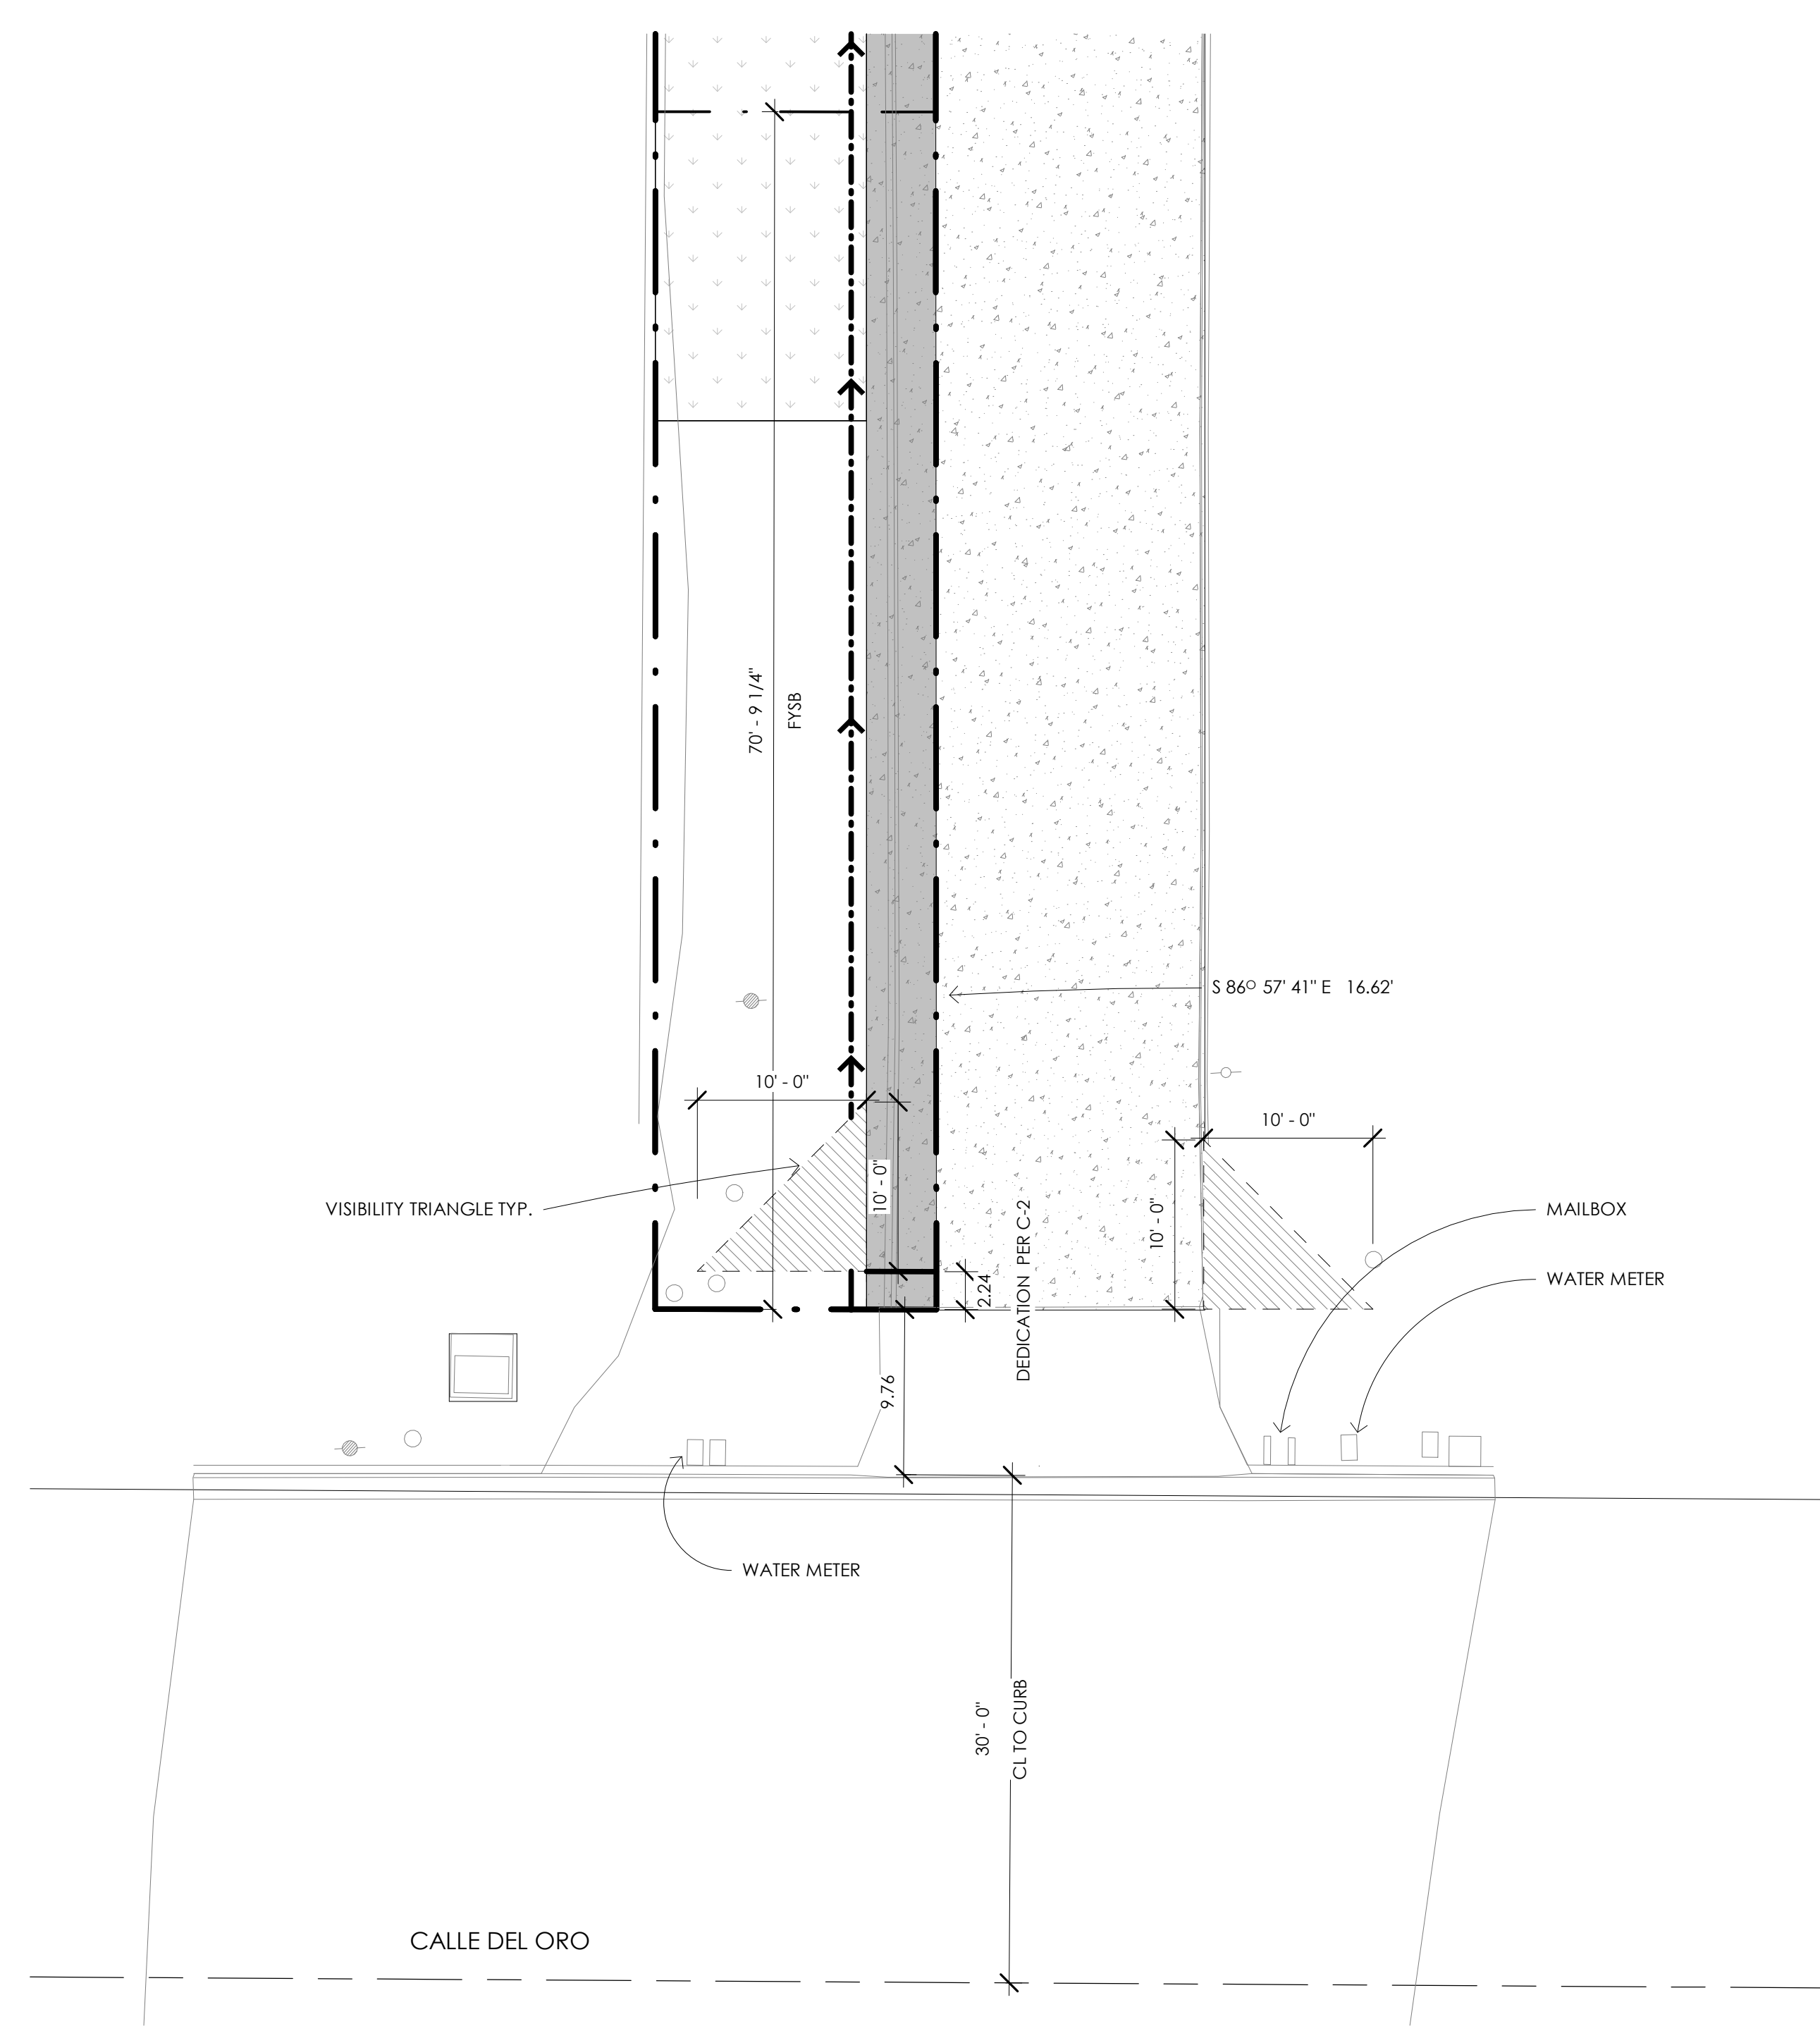 70' - 9 1/4"
FYSB
S 86° 57' 41" E 16.62'
10' - 0"
10' - 0"
10' - 0"
10' - 0"
VISIBILITY TRIANGLE TYP.
MAILBOX
WATER METER
2.24
DEDICATION PER C-2
9.76
WATER METER
30' - 0"
CL TO CURB
CALLE DEL ORO